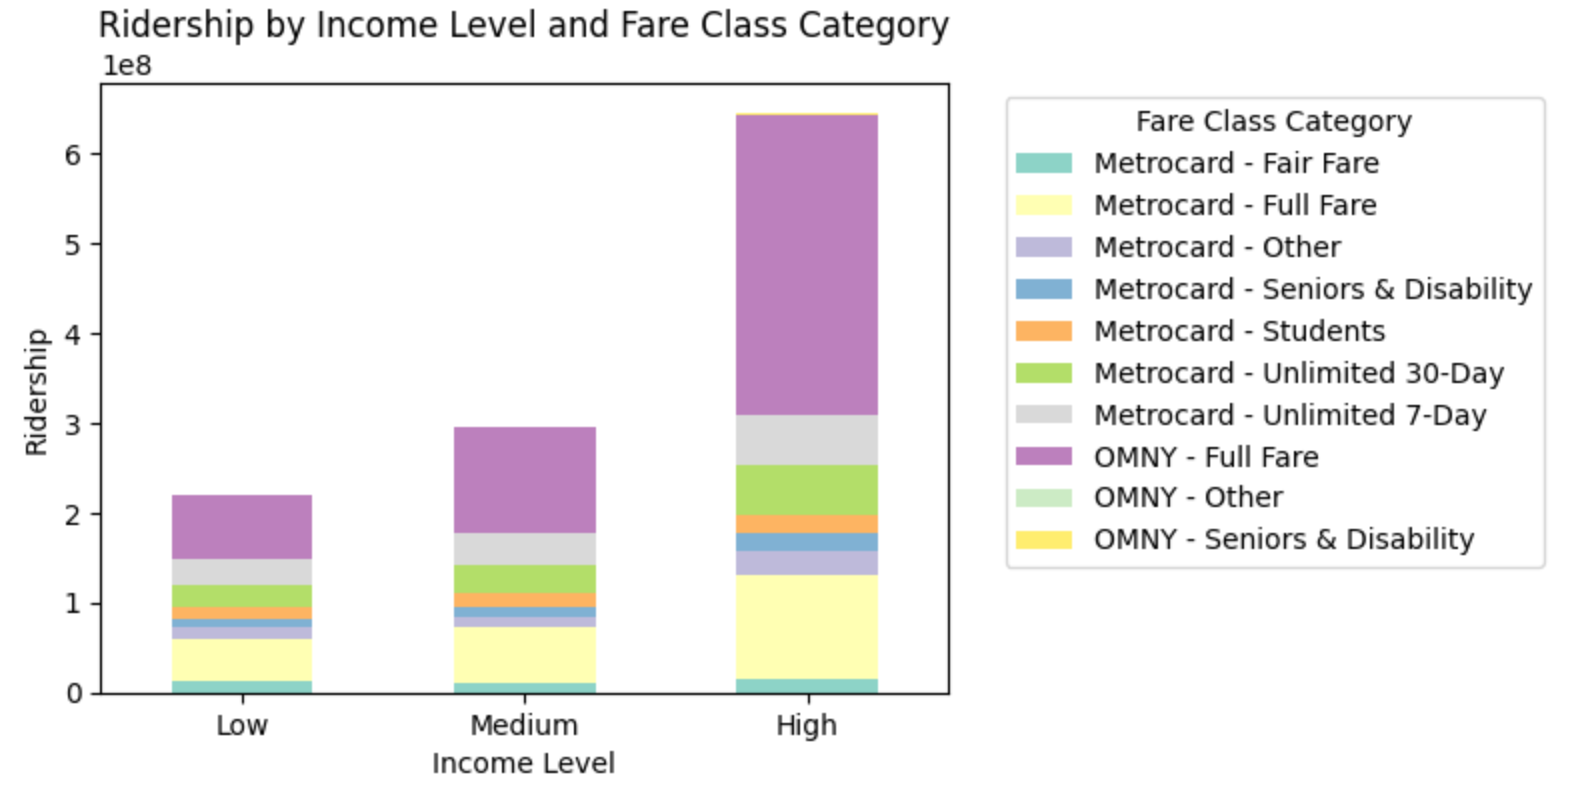 Ridership by Income Level and Fare Class Category
1e8
6
5
4
3
2
1
0
Ridership
Low Medium High
Income Level
Fare Class Category
Metrocard - Fair Fare
Metrocard - Full Fare
Metrocard - Other
Metrocard - Seniors & Disability
Metrocard - Students
Metrocard - Unlimited 30-Day
Metrocard - Unlimited 7-Day
OMNY - Full Fare
OMNY - Other
OMNY - Seniors & Disability